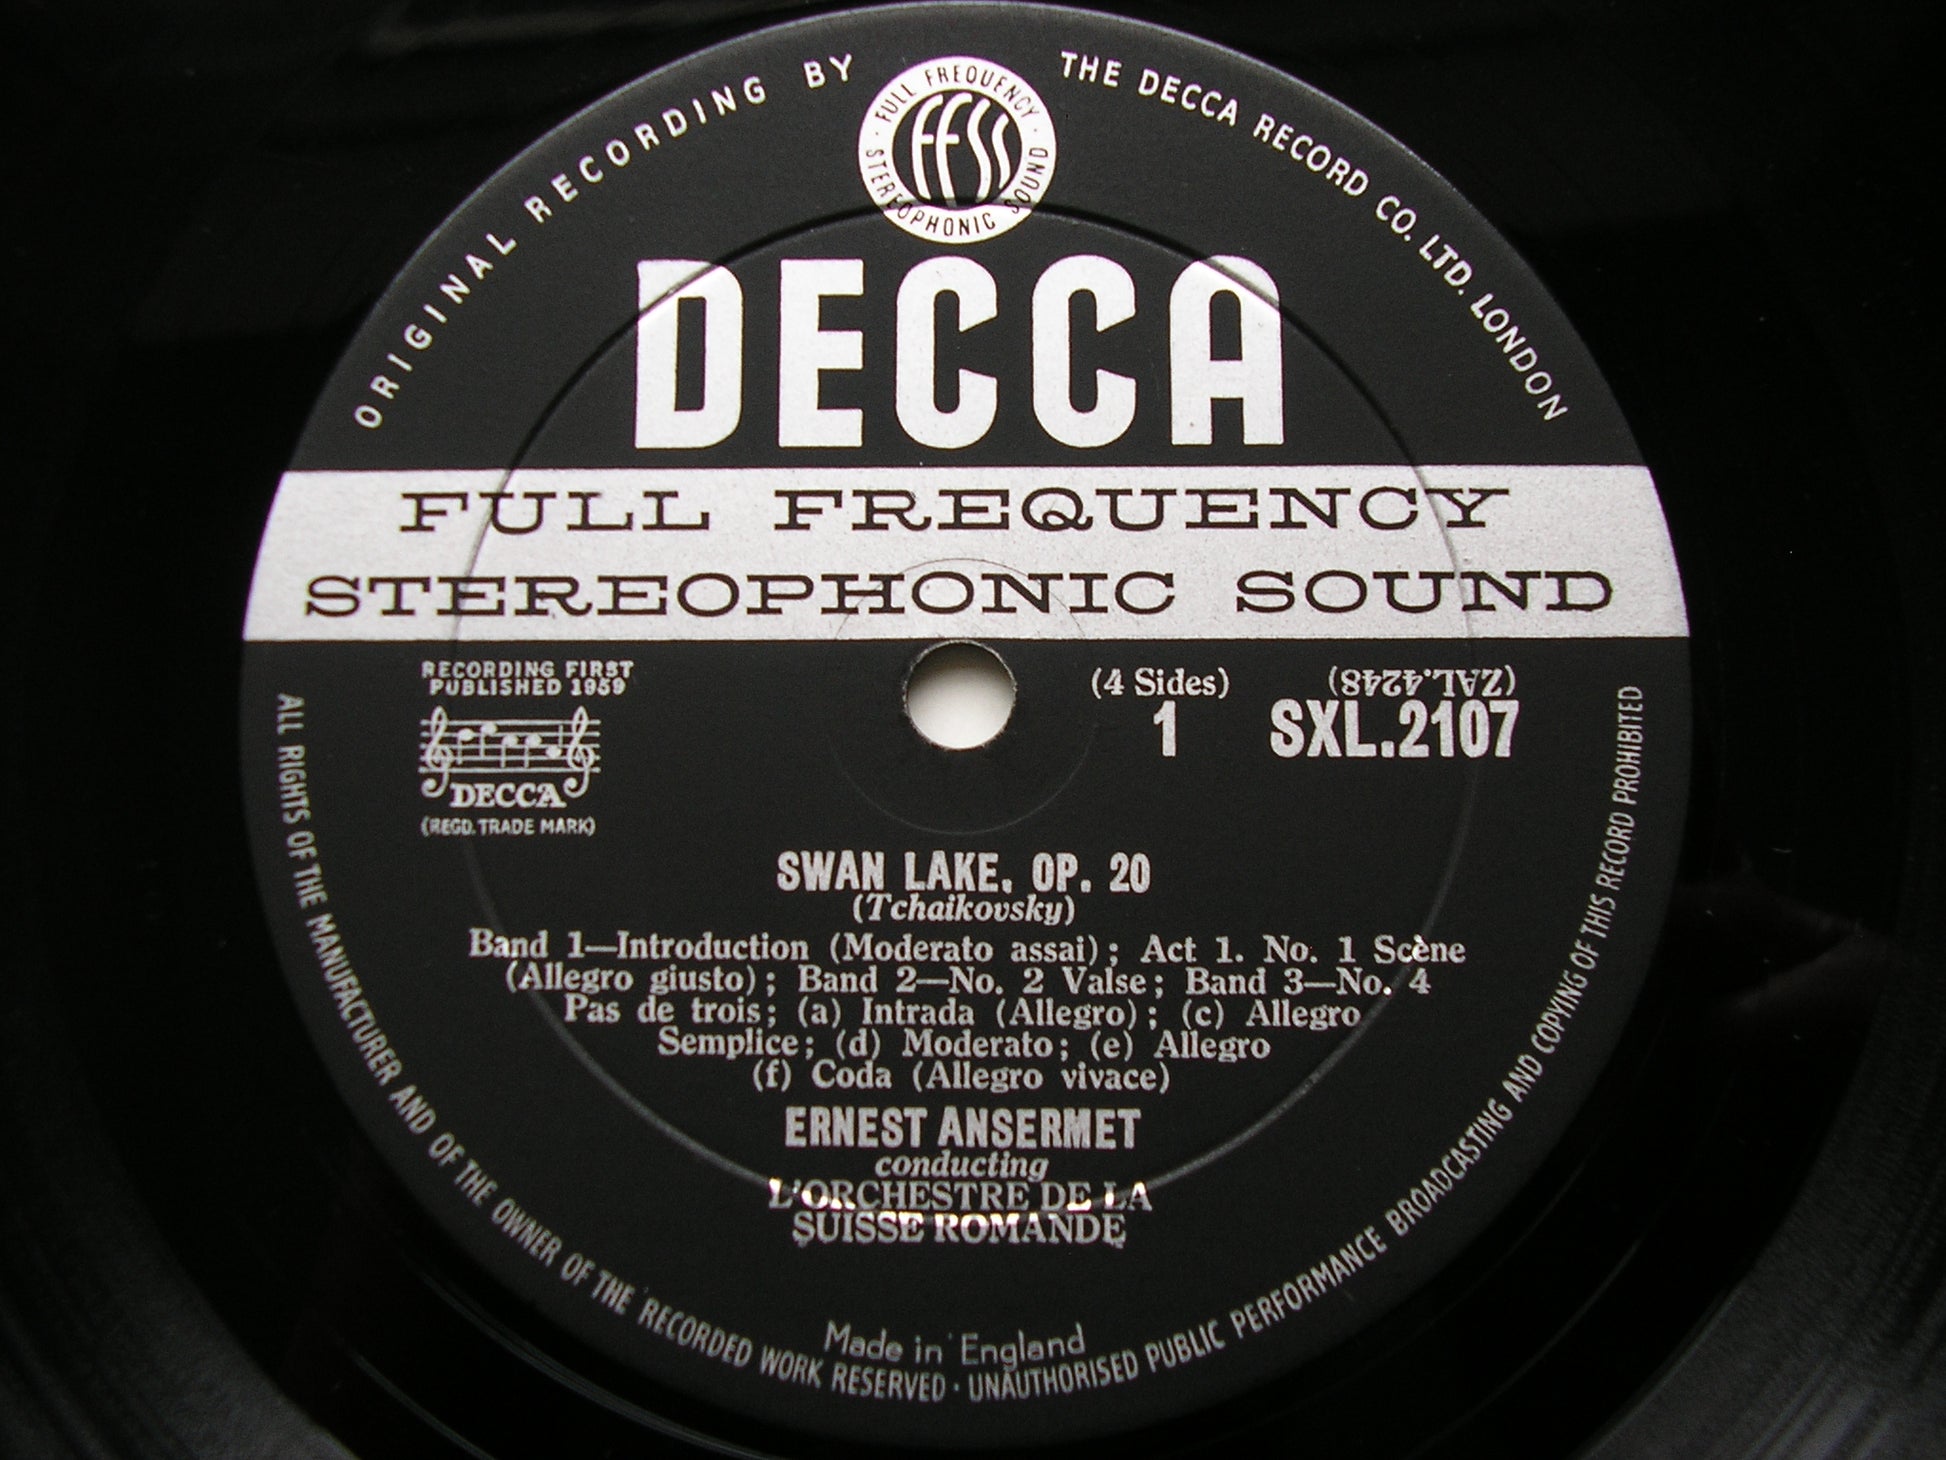 ORIGINAL RECORDING BY THE DECCA RECORD CO. LTD. LONDON
FULL FREQUENCY STEREOPHONIC SOUND
FFSS
DECCA
FULL FREQUENCY
STEREOPHONIC SOUND
RECORDING FIRST
PUBLISHED 1959
DECCA
(REGD. TRADE MARK)
(4 Sides)
1
(ZAL.4248)
SXL.2107
SWAN LAKE, OP. 20
(Tchaikovsky)
Band 1—Introduction (Moderato assai); Act 1. No. 1 Scène
(Allegro giusto); Band 2—No. 2 Valse; Band 3—No. 4
Pas de trois; (a) Intrada (Allegro); (c) Allegro
Semplice; (d) Moderato; (e) Allegro
(f) Coda (Allegro vivace)
ERNEST ANSERMET
conducting
L'ORCHESTRE DE LA
SUISSE ROMANDE
Made in England
ALL RIGHTS OF THE MANUFACTURER AND OF THE OWNER OF THE RECORDED WORK RESERVED · UNAUTHORISED PUBLIC PERFORMANCE BROADCASTING AND COPYING OF THIS RECORD PROHIBITED